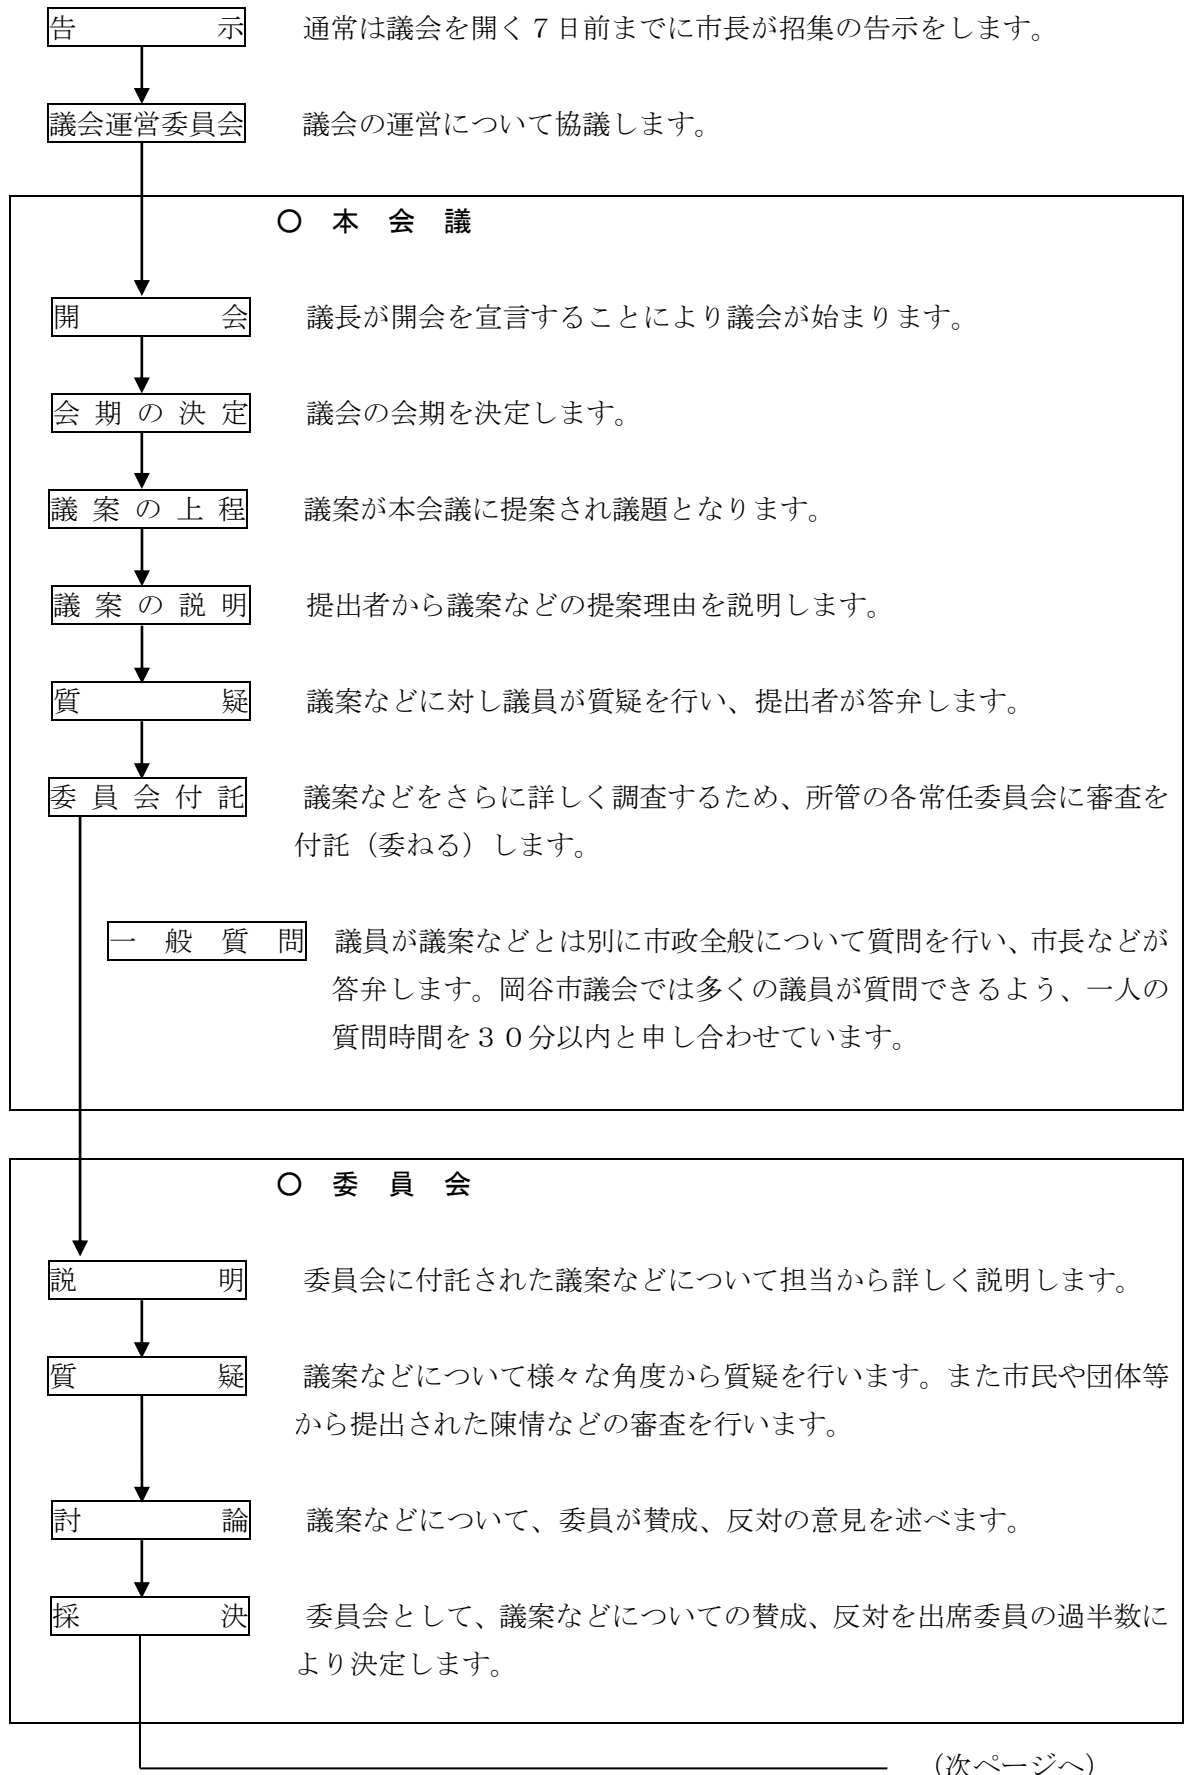 告示　通常は議会を開く７日前までに市長が招集の告示をします。
議会運営委員会　議会の運営について協議します。
○　本　会　議
開会　議長が開会を宣言することにより議会が始まります。
会期の決定　議会の会期を決定します。
議案の上程　議案が本会議に提案され議題となります。
議案の説明　提出者から議案などの提案理由を説明します。
質疑　議案などに対し議員が質疑を行い、提出者が答弁します。
委員会付託　議案などをさらに詳しく調査するため、所管の各常任委員会に審査を
付託（委ねる）します。
一般質問　議員が議案などとは別に市政全般について質問を行い、市長などが
答弁します。岡谷市議会では多くの議員が質問できるよう、一人の
質問時間を３０分以内と申し合わせています。
○　委　員　会
説明　委員会に付託された議案などについて担当から詳しく説明します。
質疑　議案などについて様々な角度から質疑を行います。また市民や団体等
から提出された陳情などの審査を行います。
討論　議案などについて、委員が賛成、反対の意見を述べます。
採決　委員会として、議案などについての賛成、反対を出席委員の過半数に
より決定します。
（次ページへ）